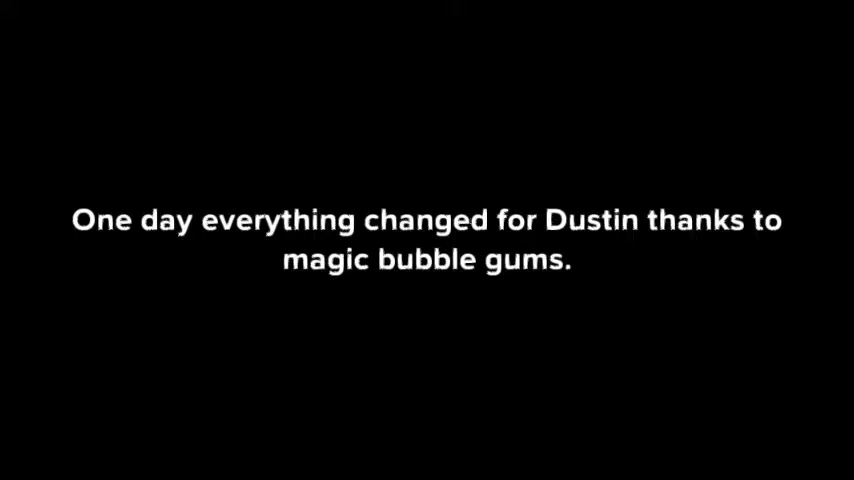 One day everything changed for Dustin thanks to
magic bubble gums.